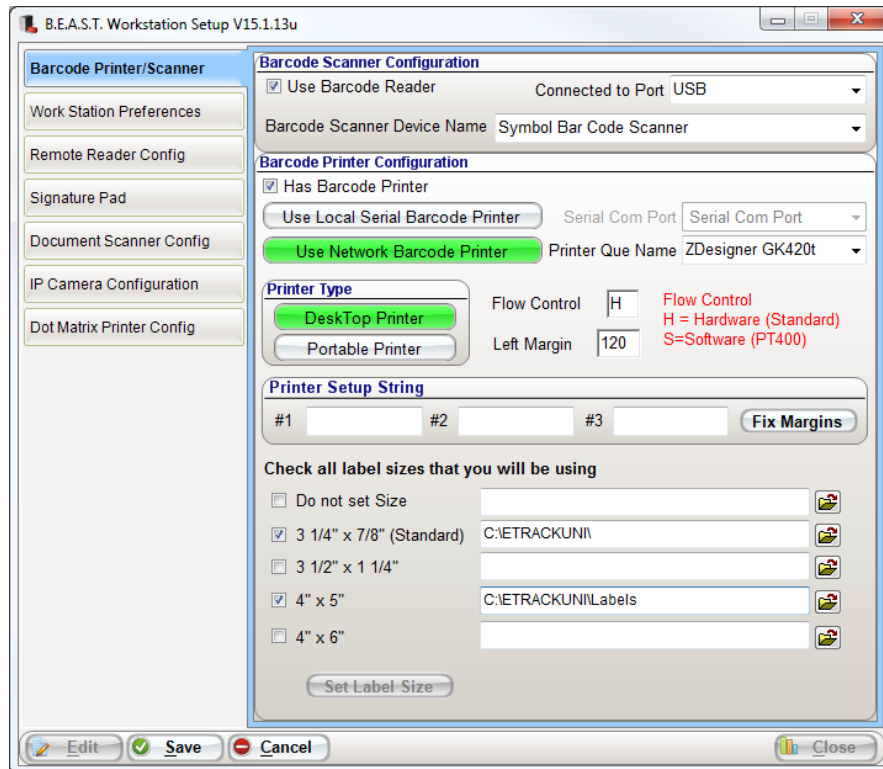 B.E.A.S.T. Workstation Setup V15.1.13u
Barcode Printer/Scanner
Work Station Preferences
Remote Reader Config
Signature Pad
Document Scanner Config
IP Camera Configuration
Dot Matrix Printer Config
Barcode Scanner Configuration
Use Barcode Reader
Connected to Port USB
Barcode Scanner Device Name Symbol Bar Code Scanner
Barcode Printer Configuration
Has Barcode Printer
Use Local Serial Barcode Printer Serial Com Port Serial Com Port
Use Network Barcode Printer Printer Que Name ZDesigner GK420t
Printer Type
DeskTop Printer
Portable Printer
Flow Control H
Left Margin 120
Flow Control
H = Hardware (Standard)
S=Software (PT400)
Printer Setup String
#1 #2 #3 Fix Margins
Check all label sizes that you will be using
Do not set Size
3 1/4" x 7/8" (Standard) C:\ETRACKUNI\
3 1/2" x 1 1/4"
4" x 5" C:\ETRACKUNI\Labels
4" x 6"
Set Label Size
Edit Save Cancel Close